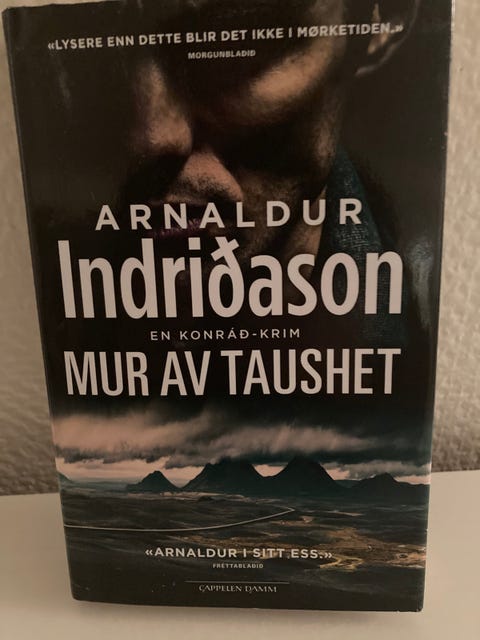 «LYSERE ENN DETTE BLIR DET IKKE I MØRKETIDEN.»
MORGUNBLAÐIÐ
ARNALDUR
Indriðason
EN KONRÁÐ-KRIM
MUR AV TAUSHET
«ARNALDUR I SITT ESS.»
FRÉTTABLAÐIÐ
CAPPELEN DAMM